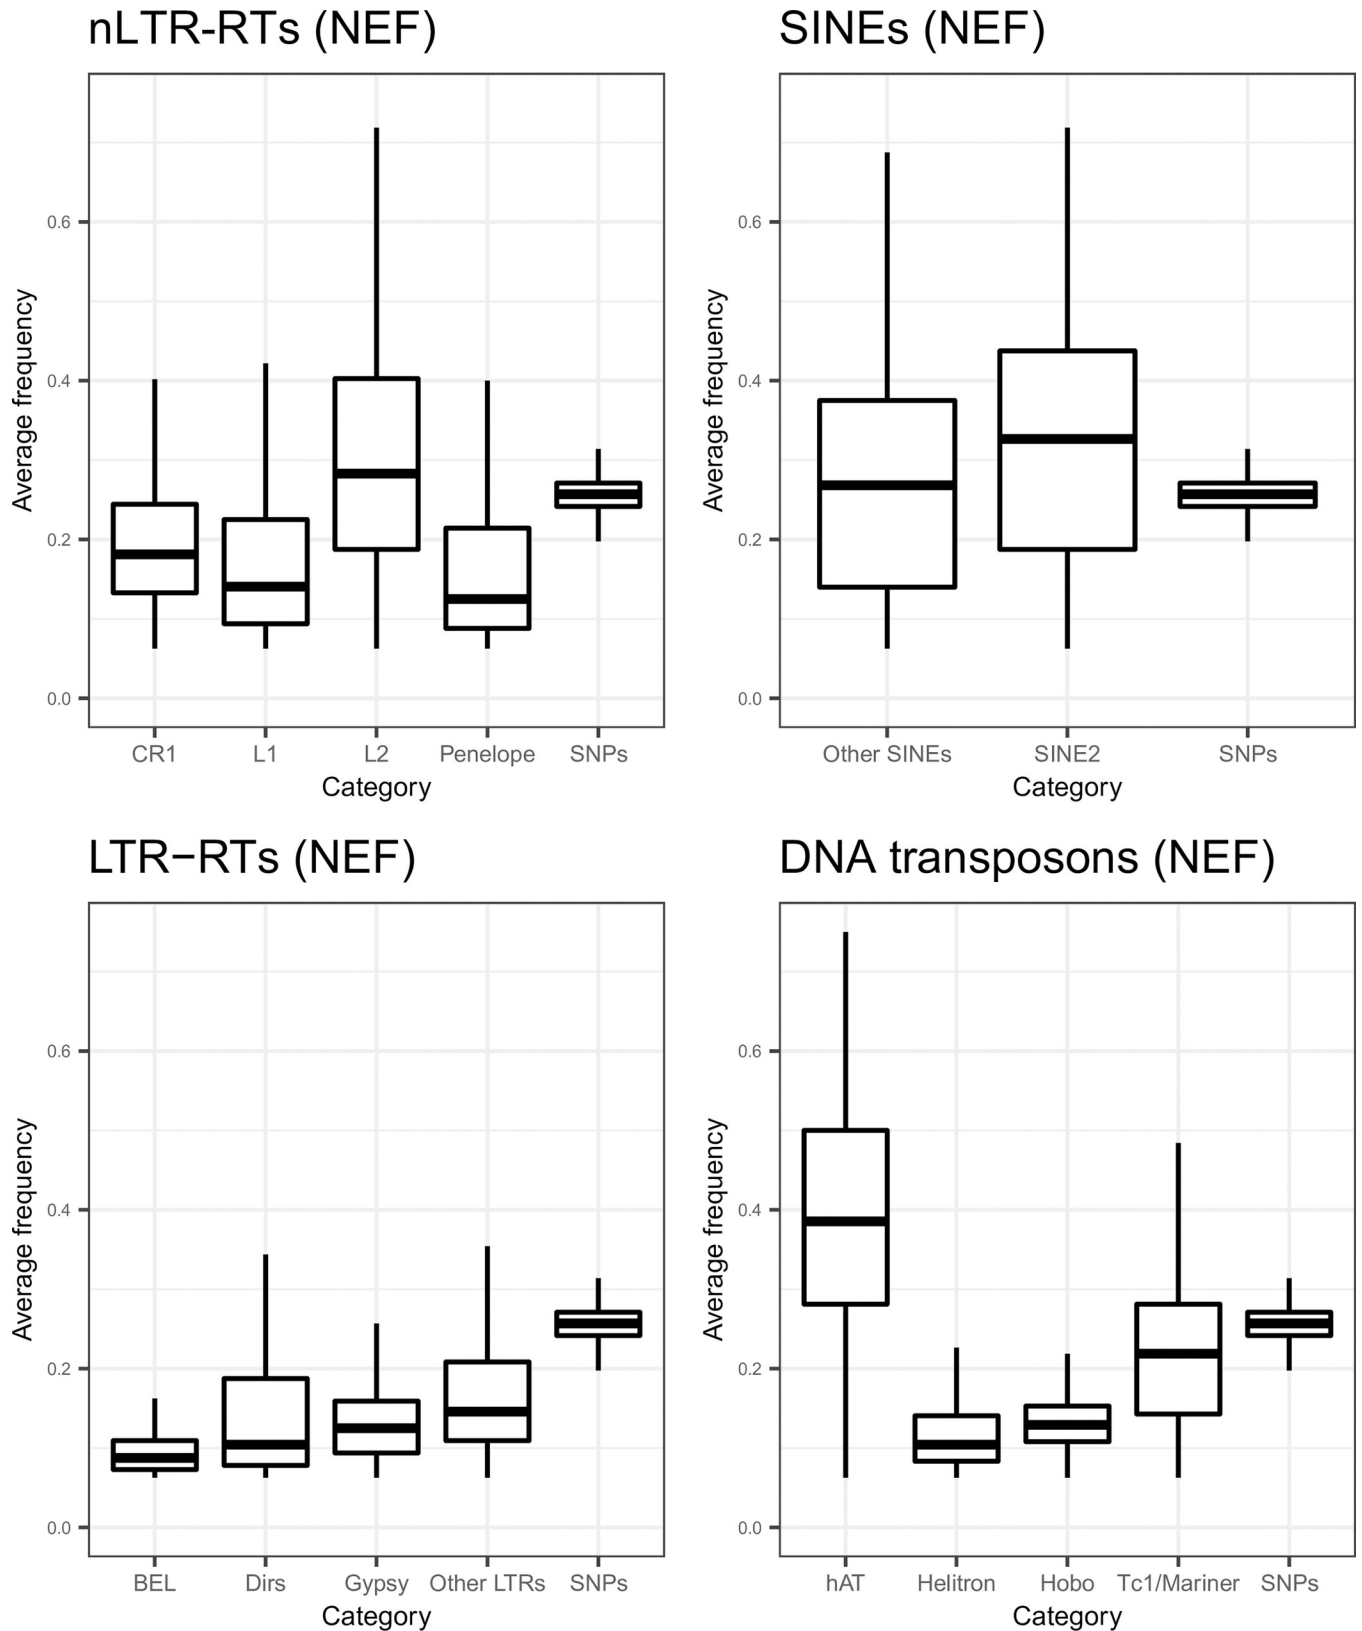 nLTR-RTs (NEF)
Average frequency
0.6
0.4
0.2
0.0
CR1 L1 L2 Penelope SNPs
Category
SINEs (NEF)
Average frequency
0.6
0.4
0.2
0.0
Other SINEs SINE2 SNPs
Category
LTR−RTs (NEF)
Average frequency
0.6
0.4
0.2
0.0
BEL Dirs Gypsy Other LTRs SNPs
Category
DNA transposons (NEF)
Average frequency
0.6
0.4
0.2
0.0
hAT Helitron Hobo Tc1/Mariner SNPs
Category